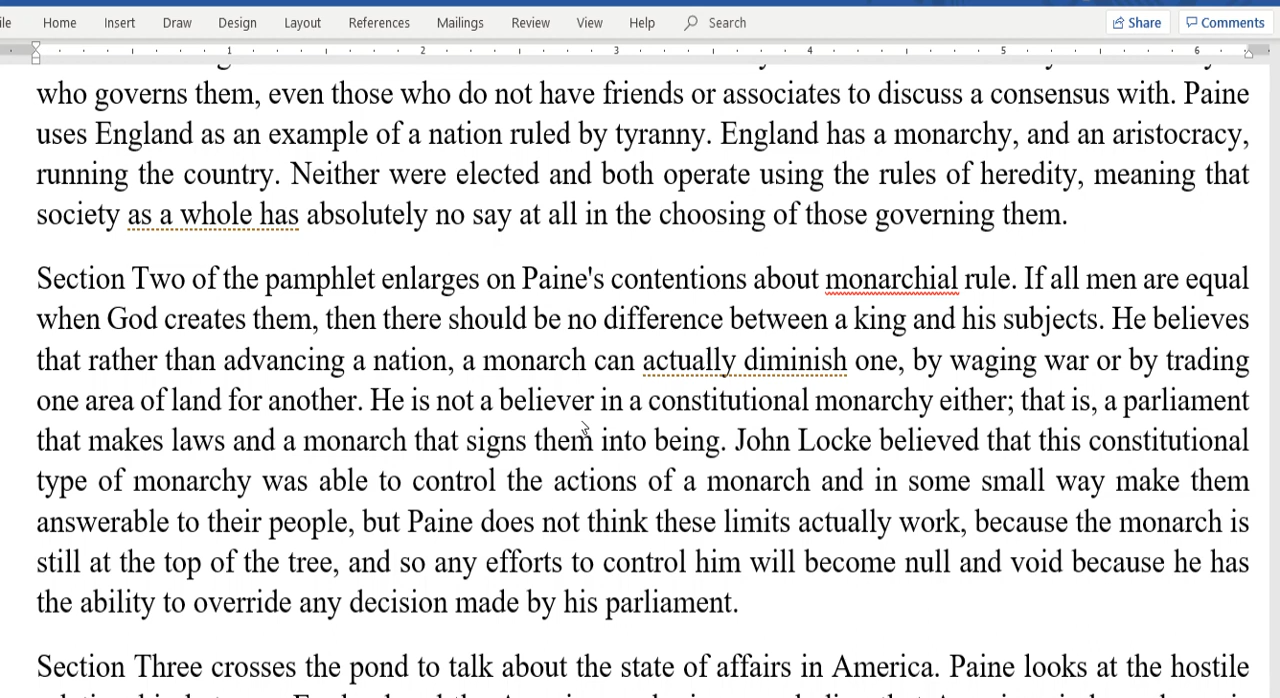 ile Home Insert Draw Design Layout References Mailings Review View Help Search Share Comments
1 2 3 4 5 6
who governs them, even those who do not have friends or associates to discuss a consensus with. Paine
uses England as an example of a nation ruled by tyranny. England has a monarchy, and an aristocracy,
running the country. Neither were elected and both operate using the rules of heredity, meaning that
society as a whole has absolutely no say at all in the choosing of those governing them.
Section Two of the pamphlet enlarges on Paine's contentions about monarchial rule. If all men are equal
when God creates them, then there should be no difference between a king and his subjects. He believes
that rather than advancing a nation, a monarch can actually diminish one, by waging war or by trading
one area of land for another. He is not a believer in a constitutional monarchy either; that is, a parliament
that makes laws and a monarch that signs them into being. John Locke believed that this constitutional
type of monarchy was able to control the actions of a monarch and in some small way make them
answerable to their people, but Paine does not think these limits actually work, because the monarch is
still at the top of the tree, and so any efforts to control him will become null and void because he has
the ability to override any decision made by his parliament.
Section Three crosses the pond to talk about the state of affairs in America. Paine looks at the hostile